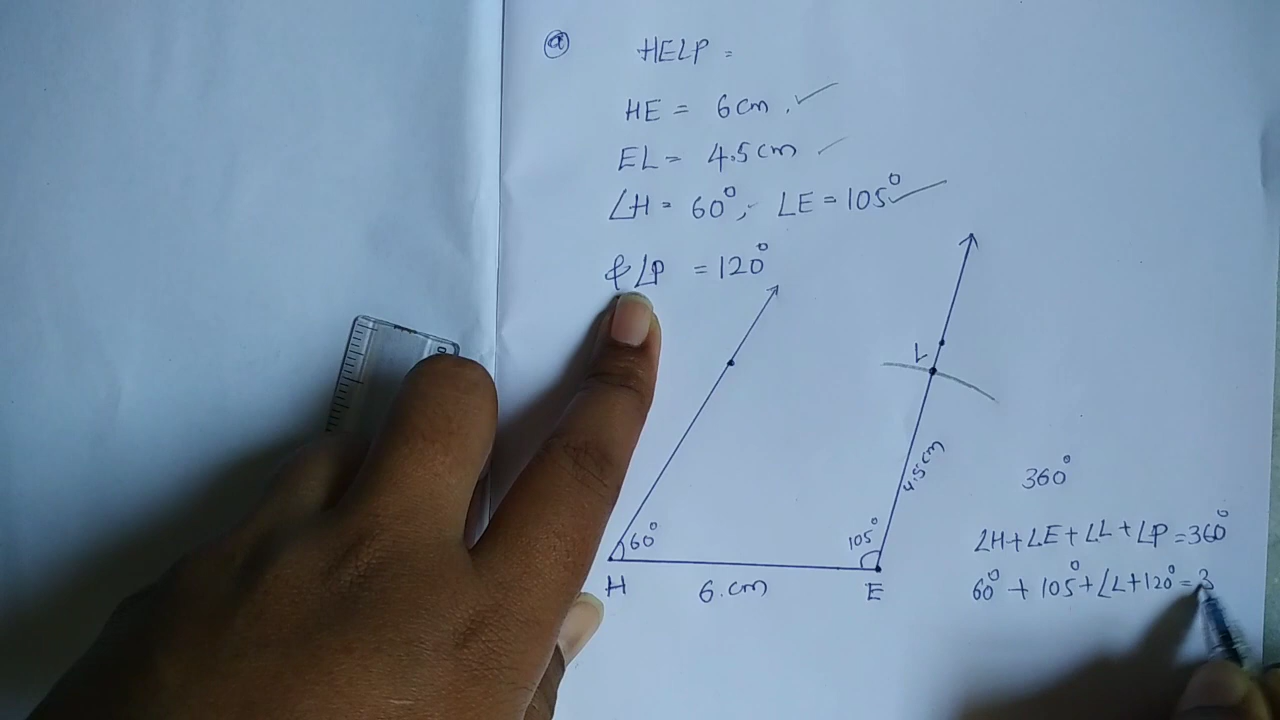 a
HELP =
HE = 6cm.
EL = 4.5cm
∠H = 60°, ∠E = 105°
& ∠P = 120°
L
4.5cm
360°
60°
105°
H
6.cm
E
∠H+∠E+∠L+∠P=360°
60° + 105°+∠L+120°=3